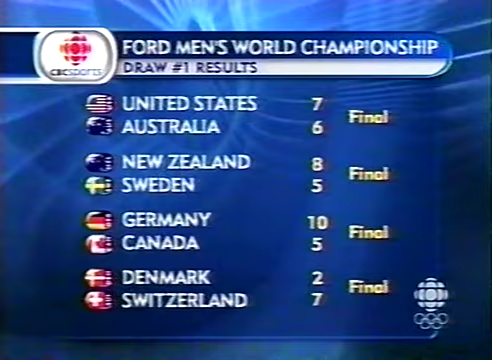 FORD MEN'S WORLD CHAMPIONSHIP
CBC SPORTS
DRAW #1 RESULTS
UNITED STATES 7
Final
AUSTRALIA 6
NEW ZEALAND 8
Final
SWEDEN 5
GERMANY 10
Final
CANADA 5
DENMARK 2
Final
SWITZERLAND 7